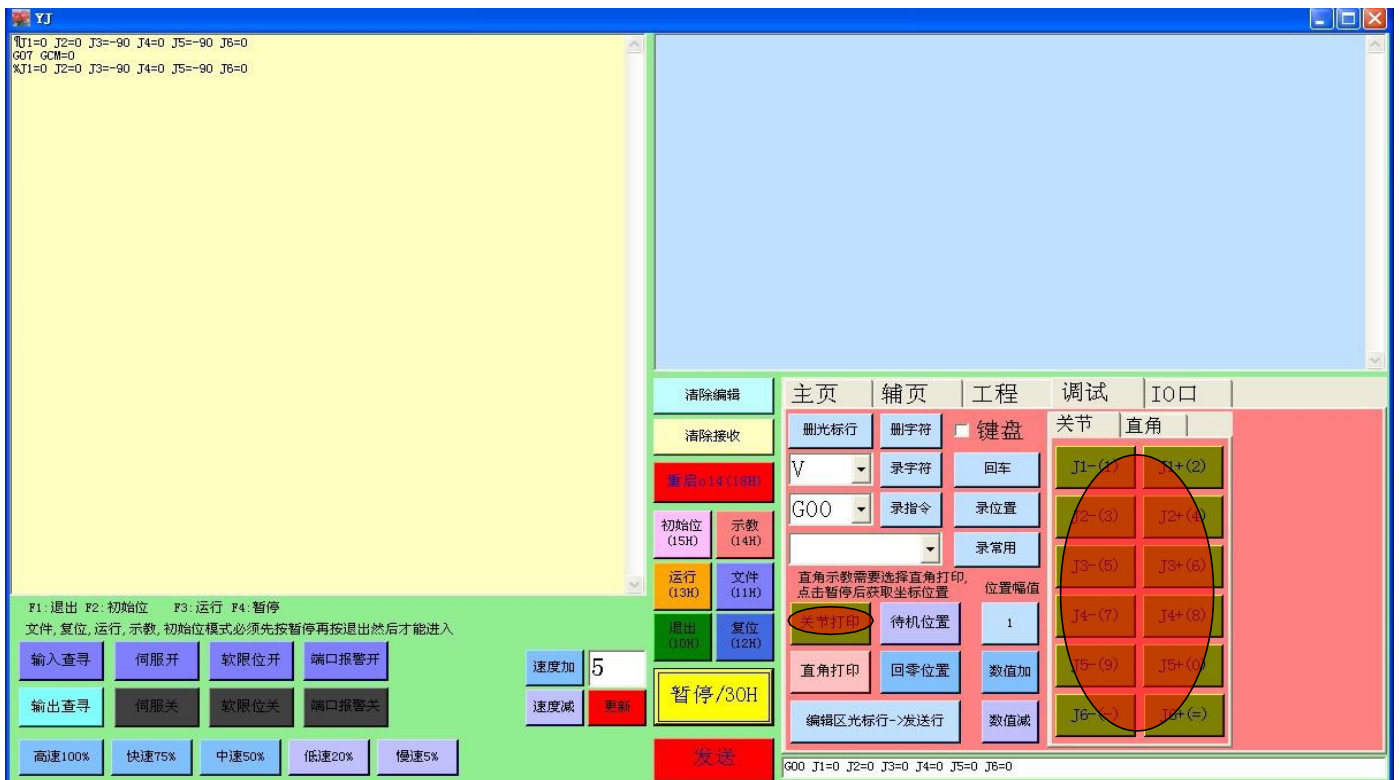 YJ
¶J1=0 J2=0 J3=-90 J4=0 J5=-90 J6=0
G07 GCM=0
%J1=0 J2=0 J3=-90 J4=0 J5=-90 J6=0
清除编辑
清除接收
重启o14(18H)
初始位(15H)
示教(14H)
运行(13H)
文件(11H)
退出(10H)
复位(12H)
暂停/30H
发送
主页 辅页 工程 调试 IO口
删光标行 删字符 键盘
V 录字符 回车
G00 录指令 录位置
录常用
直角示教需要选择直角打印,
点击暂停后获取坐标位置
位置幅值
关节打印 待机位置 1
直角打印 回零位置 数值加
编辑区光标行->发送行 数值减
关节 直角
J1-(1) J1+(2)
J2-(3) J2+(4)
J3-(5) J3+(6)
J4-(7) J4+(8)
J5-(9) J5+(0)
J6-(-) J6+(=)
G00 J1=0 J2=0 J3=0 J4=0 J5=0 J6=0
F1:退出 F2:初始位 F3:运行 F4:暂停
文件,复位,运行,示教,初始位模式必须先按暂停再按退出然后才能进入
输入查寻 伺服开 软限位开 端口报警开
速度加 5
输出查寻 伺服关 软限位关 端口报警关
速度减 更新
高速100% 快速75% 中速50% 低速20% 慢速5%